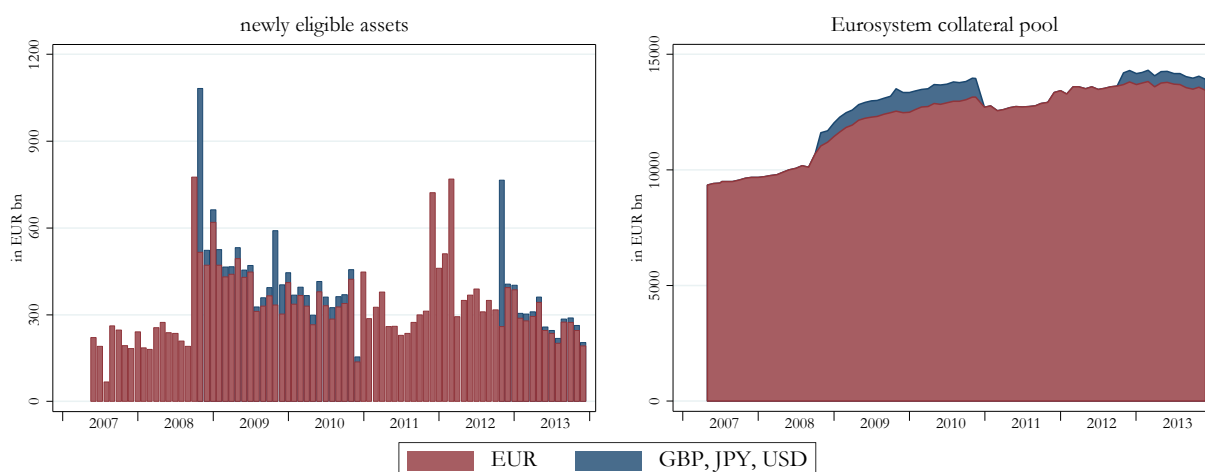 newly eligible assets
in EUR bn
0 300 600 900 1200
2007 2008 2009 2010 2011 2012 2013
Eurosystem collateral pool
in EUR bn
0 5000 10000 15000
2007 2008 2009 2010 2011 2012 2013
EUR GBP, JPY, USD